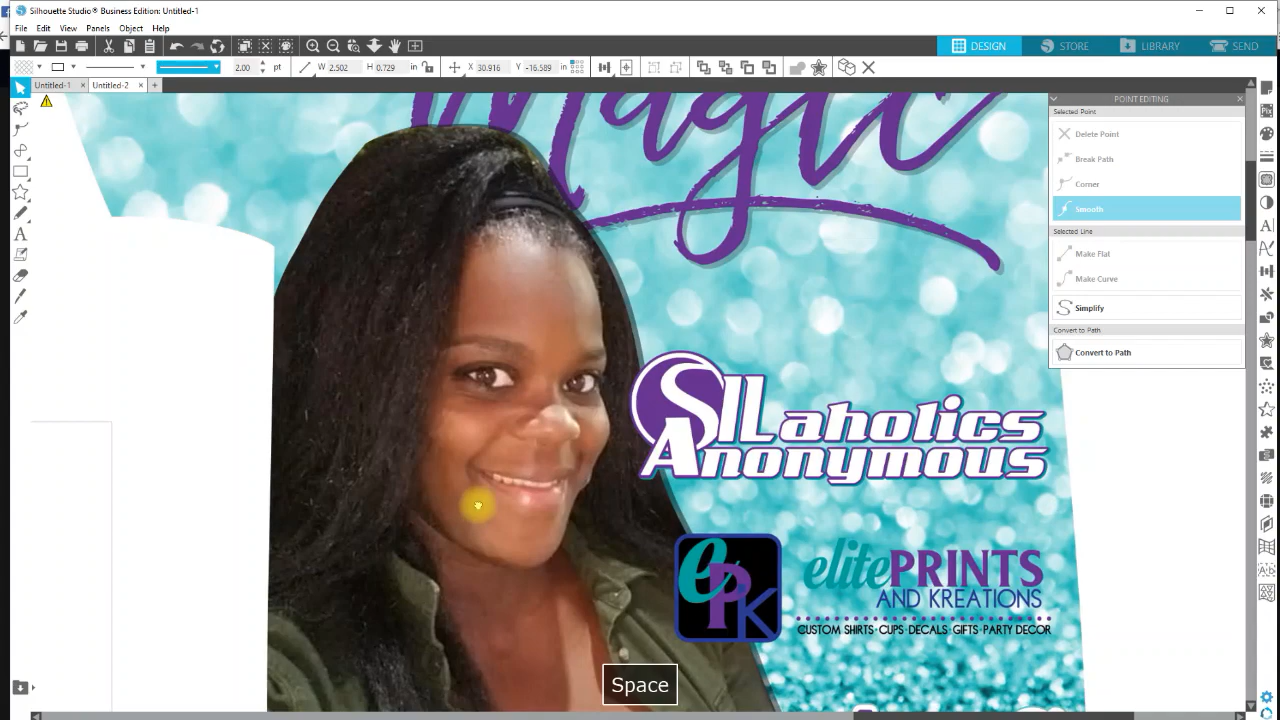 Silhouette Studio® Business Edition: Untitled-1
File Edit View Panels Object Help
DESIGN STORE LIBRARY SEND
2.00 pt W 2.502 H 0.729 in X 30.916 Y -16.589
Untitled-1 × Untitled-2 × +
POINT EDITING
Selected Point
Delete Point
Break Path
Corner
Smooth
Selected Line
Make Flat
Make Curve
Simplify
Convert to Path
Convert to Path
Magic
SILaholics
Anonymous
ePK
elitePRINTS
AND KREATIONS
CUSTOM SHIRTS · CUPS · DECALS · GIFTS · PARTY DECOR
Space